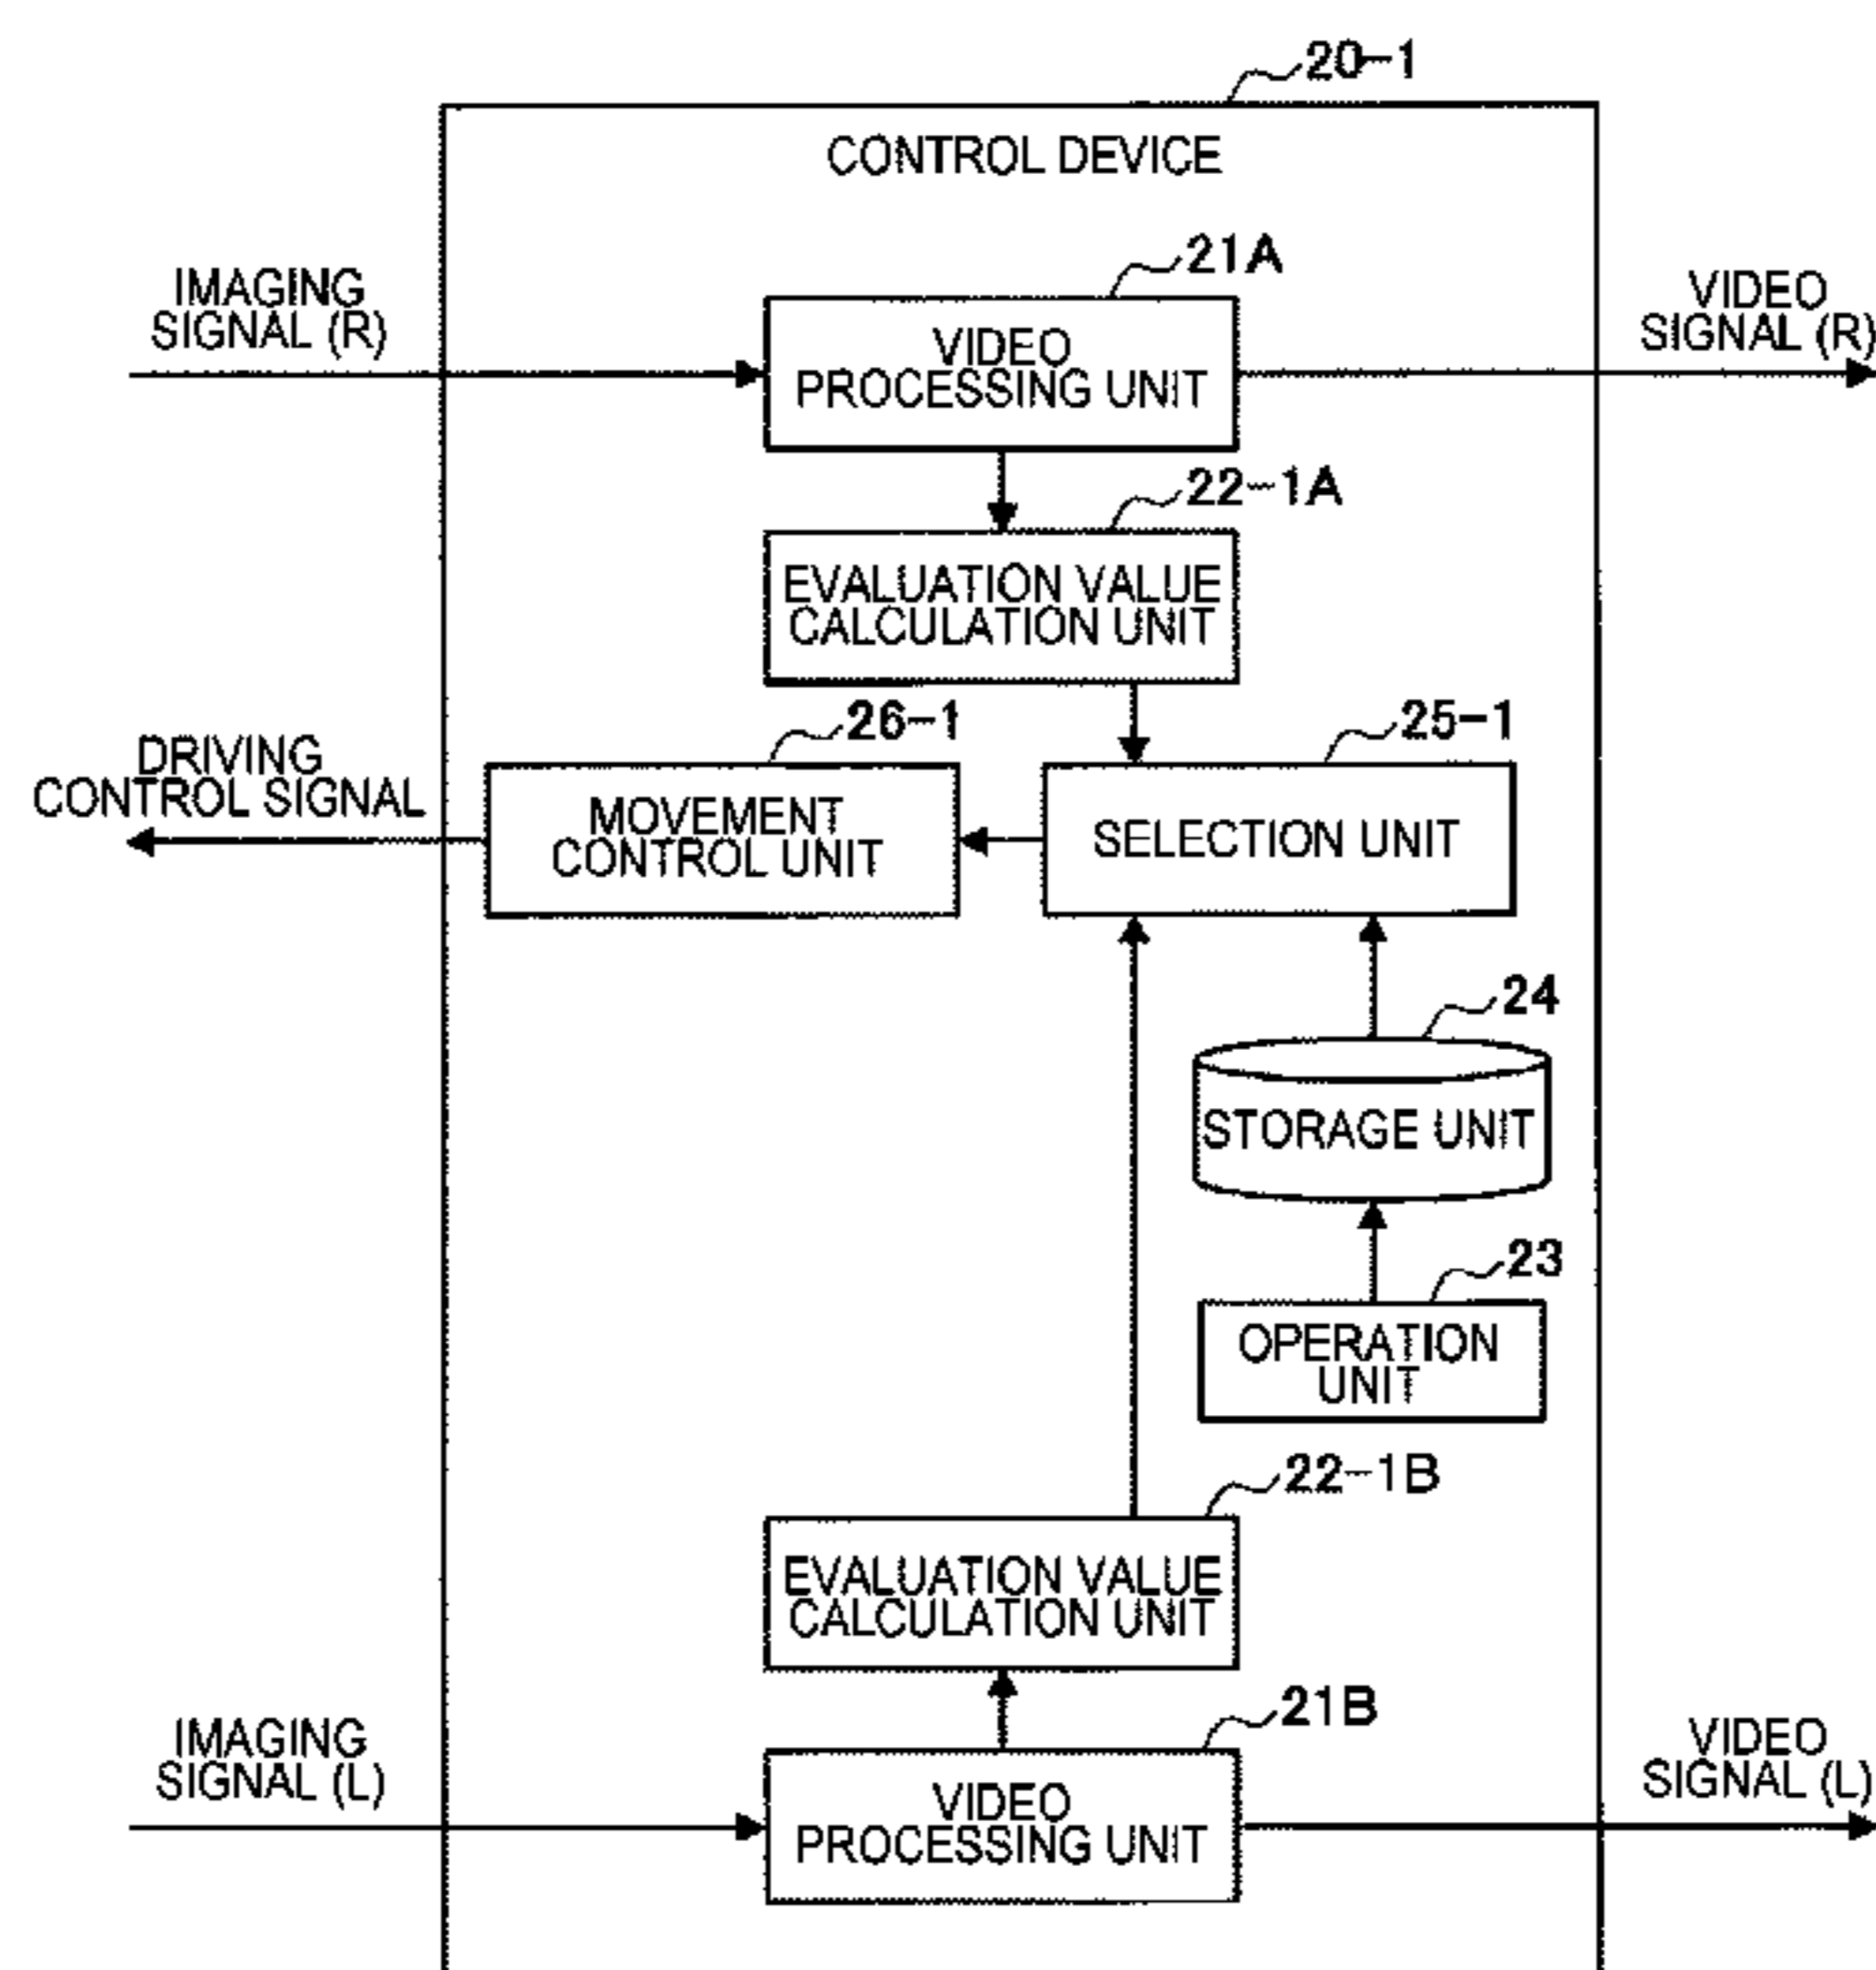 20-1
CONTROL DEVICE
21A
IMAGING
SIGNAL (R)
VIDEO
PROCESSING UNIT
VIDEO
SIGNAL (R)
22-1A
EVALUATION VALUE
CALCULATION UNIT
26-1
25-1
DRIVING
CONTROL SIGNAL
MOVEMENT
CONTROL UNIT
SELECTION UNIT
24
STORAGE UNIT
23
OPERATION
UNIT
22-1B
EVALUATION VALUE
CALCULATION UNIT
21B
IMAGING
SIGNAL (L)
VIDEO
PROCESSING UNIT
VIDEO
SIGNAL (L)